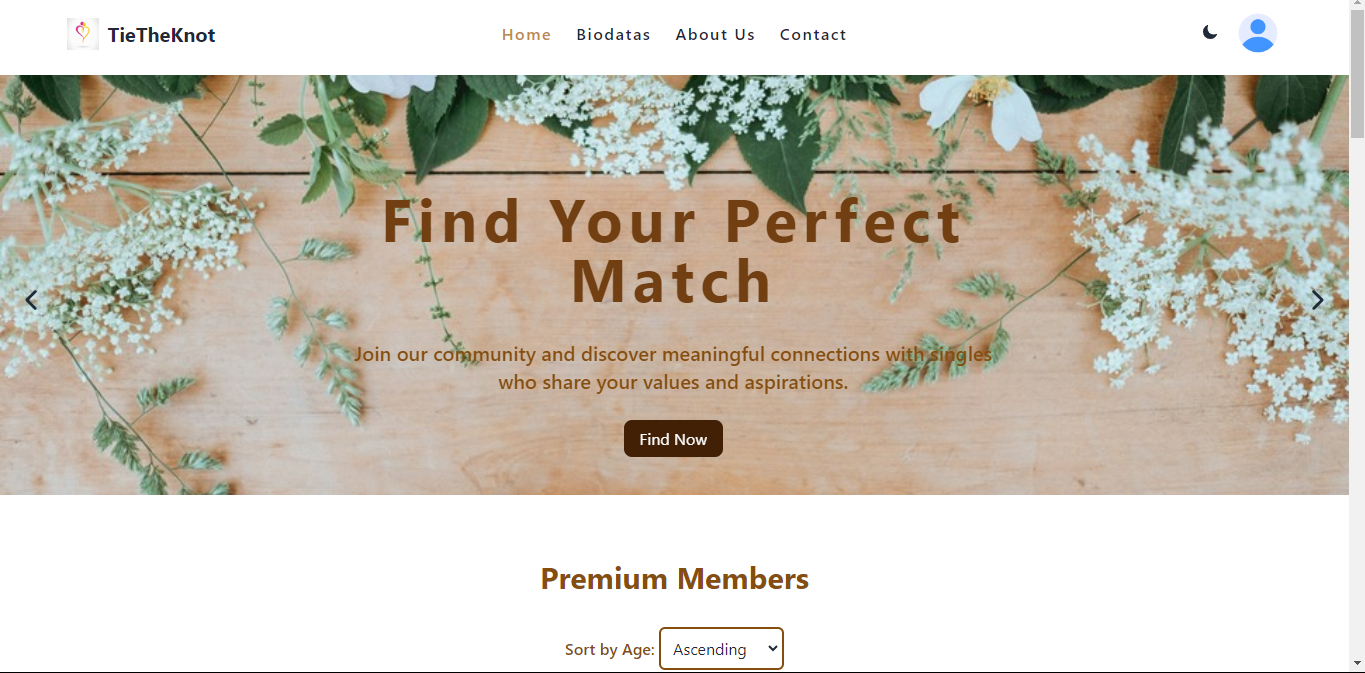 TieTheKnot
Home Biodatas About Us Contact
Find Your Perfect
Match
Join our community and discover meaningful connections with singles
who share your values and aspirations.
Find Now
Premium Members
Sort by Age: Ascending